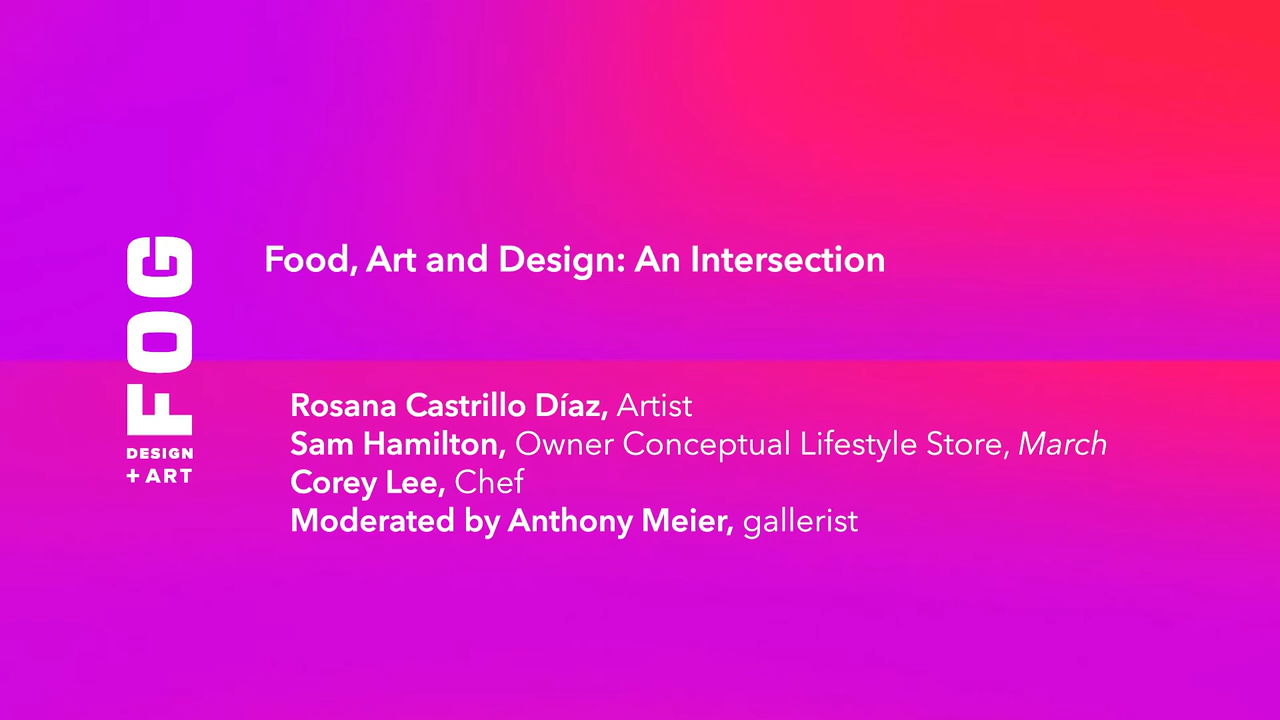 FOG
DESIGN
+ ART
Food, Art and Design: An Intersection
Rosana Castrillo Díaz, Artist
Sam Hamilton, Owner Conceptual Lifestyle Store, March
Corey Lee, Chef
Moderated by Anthony Meier, gallerist